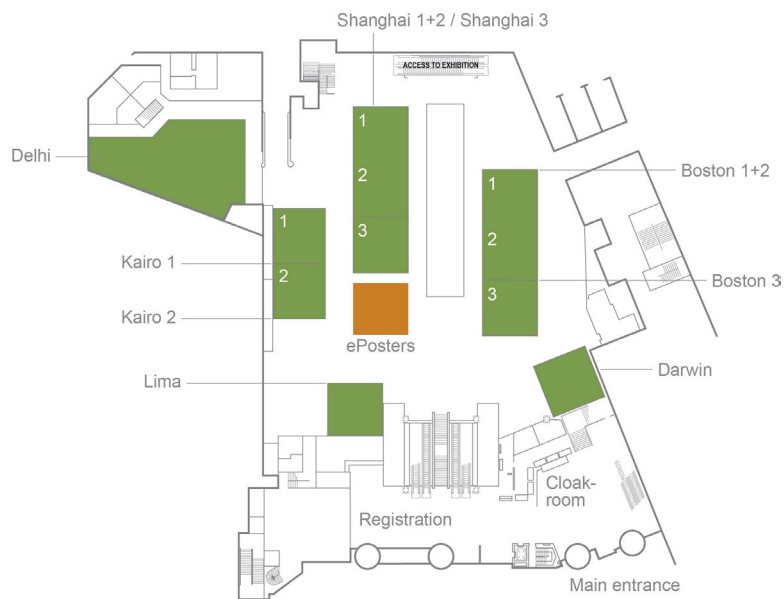 Shanghai 1+2 / Shanghai 3
ACCESS TO EXHIBITION
1
2
3
Delhi
1
2
Kairo 1
Kairo 2
Boston 1+2
1
2
3
Boston 3
ePosters
Lima
Darwin
Cloak-
room
Registration
Main entrance